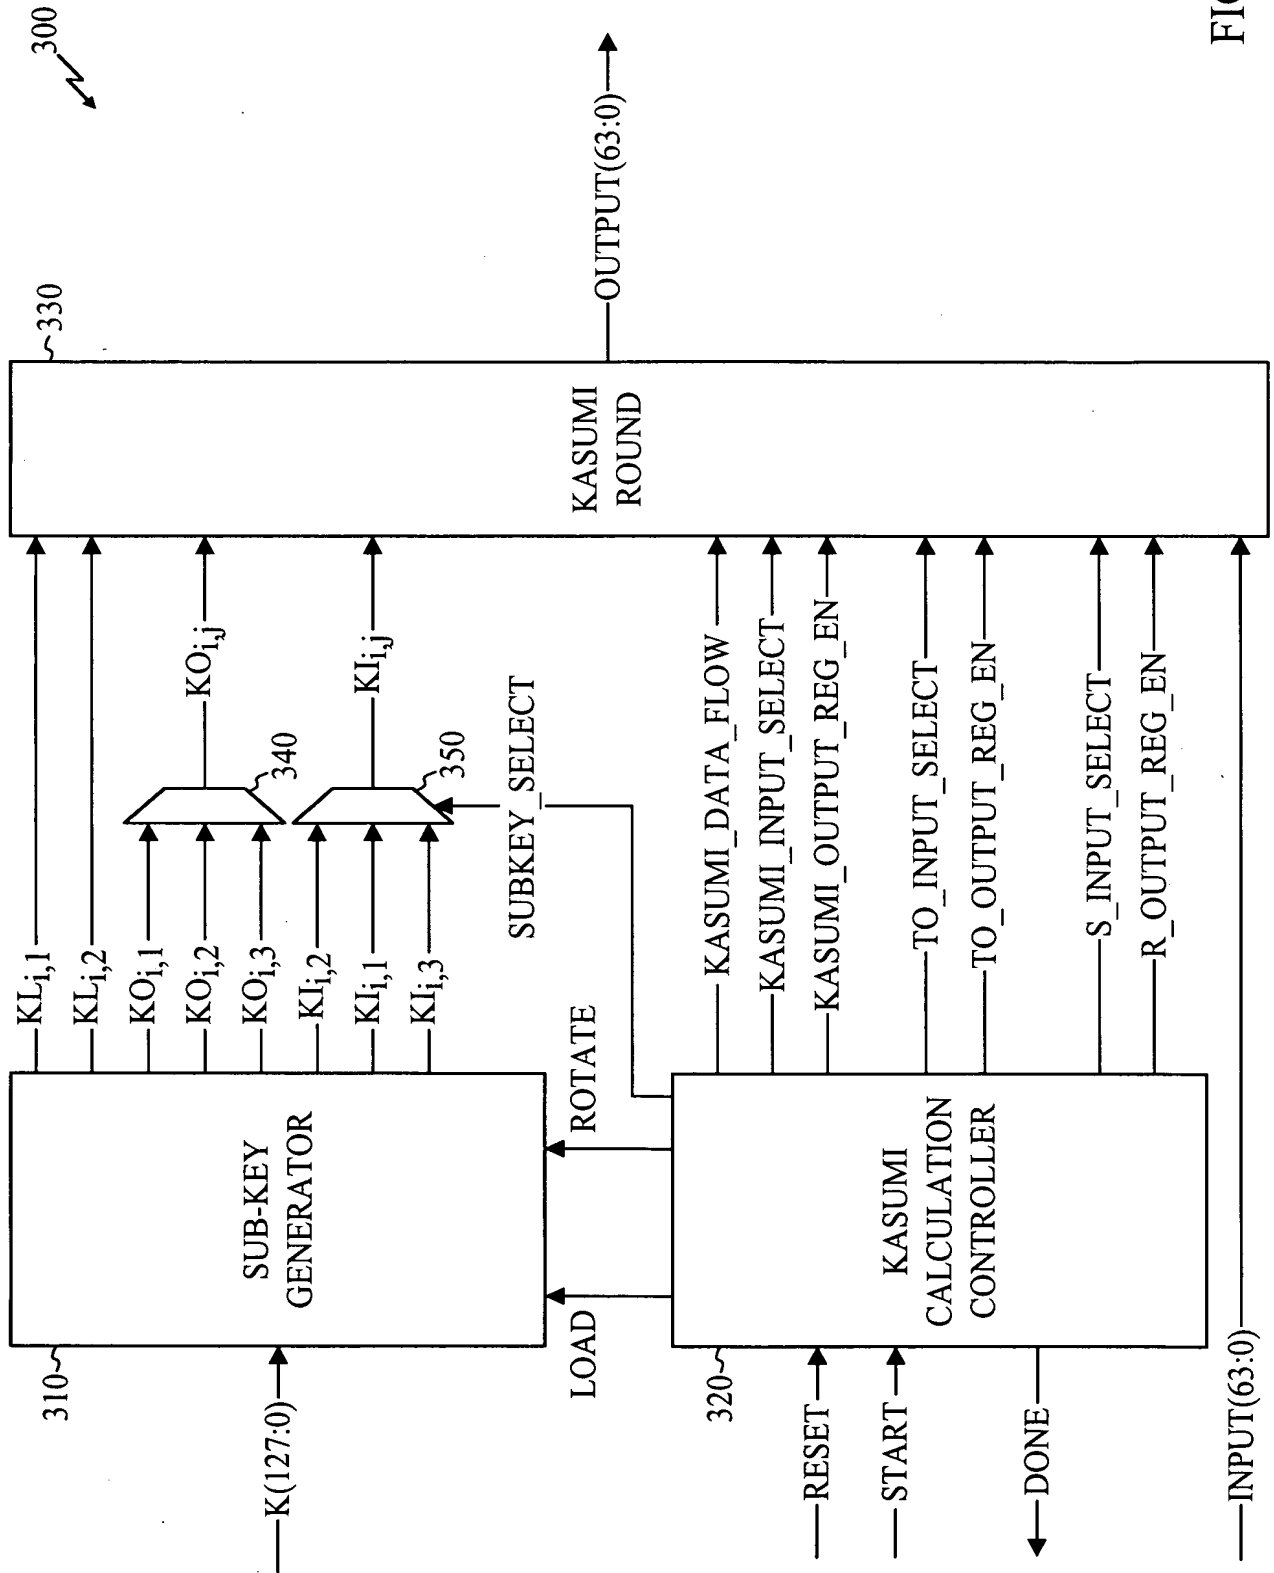 300
310
K(127:0)
SUB-KEY
GENERATOR
KLi,1
KLi,2
KOi,1
KOi,2
KOi,3
KIi,2
KIi,1
KIi,3
340
350
KOi,j
KIi,j
SUBKEY_SELECT
LOAD
ROTATE
320
RESET
START
DONE
KASUMI
CALCULATION
CONTROLLER
KASUMI_DATA_FLOW
KASUMI_INPUT_SELECT
KASUMI_OUTPUT_REG_EN
TO_INPUT_SELECT
TO_OUTPUT_REG_EN
S_INPUT_SELECT
R_OUTPUT_REG_EN
INPUT(63:0)
330
KASUMI
ROUND
OUTPUT(63:0)